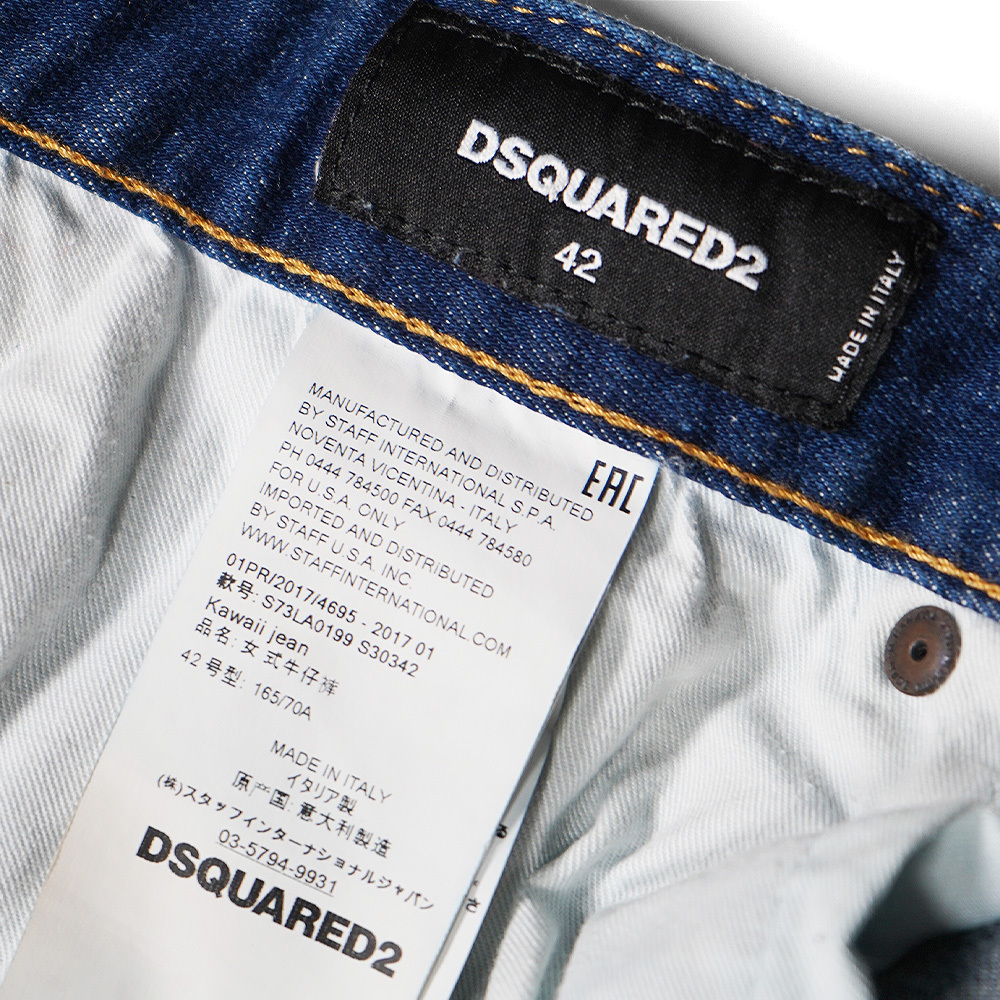 DSQUARED2
42
MADE IN ITALY
MANUFACTURED AND DISTRIBUTED
BY STAFF INTERNATIONAL S.P.A.
NOVENTA VICENTINA - ITALY
PH 0444 784500 FAX 0444 784580
FOR U.S.A. ONLY
IMPORTED AND DISTRIBUTED
BY STAFF U.S.A. INC.
WWW.STAFFINTERNATIONAL.COM
EAC
01PR/2017/4695 - 2017 01
款号: S73LA0199 S30342
Kawaii jean
品名: 女 式牛仔裤
42 号型: 165/70A
MADE IN ITALY
イタリア製
原产国: 意大利製造
(株)スタッフインターナショナルジャパン
03-5794-9931
DSQUARED2
る
さ